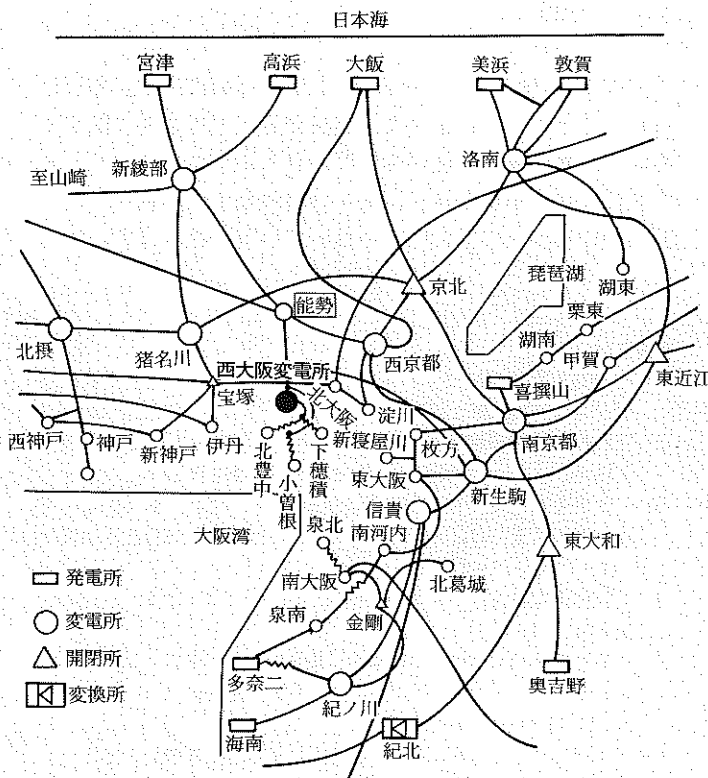 日本海
宮津
高浜
大飯
美浜
敦賀
洛南
至山崎
新綾部
琵琶湖
湖東
京北
能勢
栗東
北摂
猪名川
西京都
湖南
甲賀
東近江
西大阪変電所
喜撰山
宝塚
北大阪
淀川
西神戸
神戸
新神戸
伊丹
北豊中
小曽根
下穂積
新寝屋川
枚方
南京都
東大阪
新生駒
信貴
大阪湾
泉北
南河内
東大和
発電所
南大阪
北葛城
変電所
泉南
金剛
開閉所
多奈二
奥吉野
変換所
紀ノ川
海南
紀北